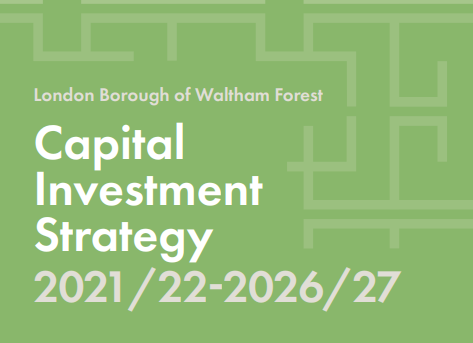 London Borough of Waltham Forest
Capital
Investment
Strategy
2021/22-2026/27